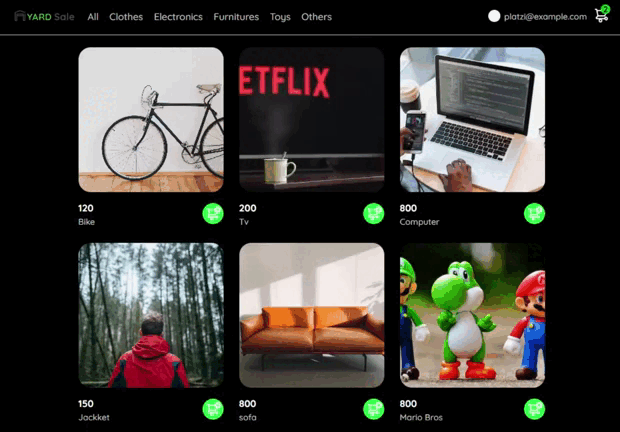 YARD Sale All Clothes Electronics Furnitures Toys Others platzi@example.com 2
ETFLIX
120 200 800
Bike Tv Computer
150 800 800
Jackket sofa Mario Bros